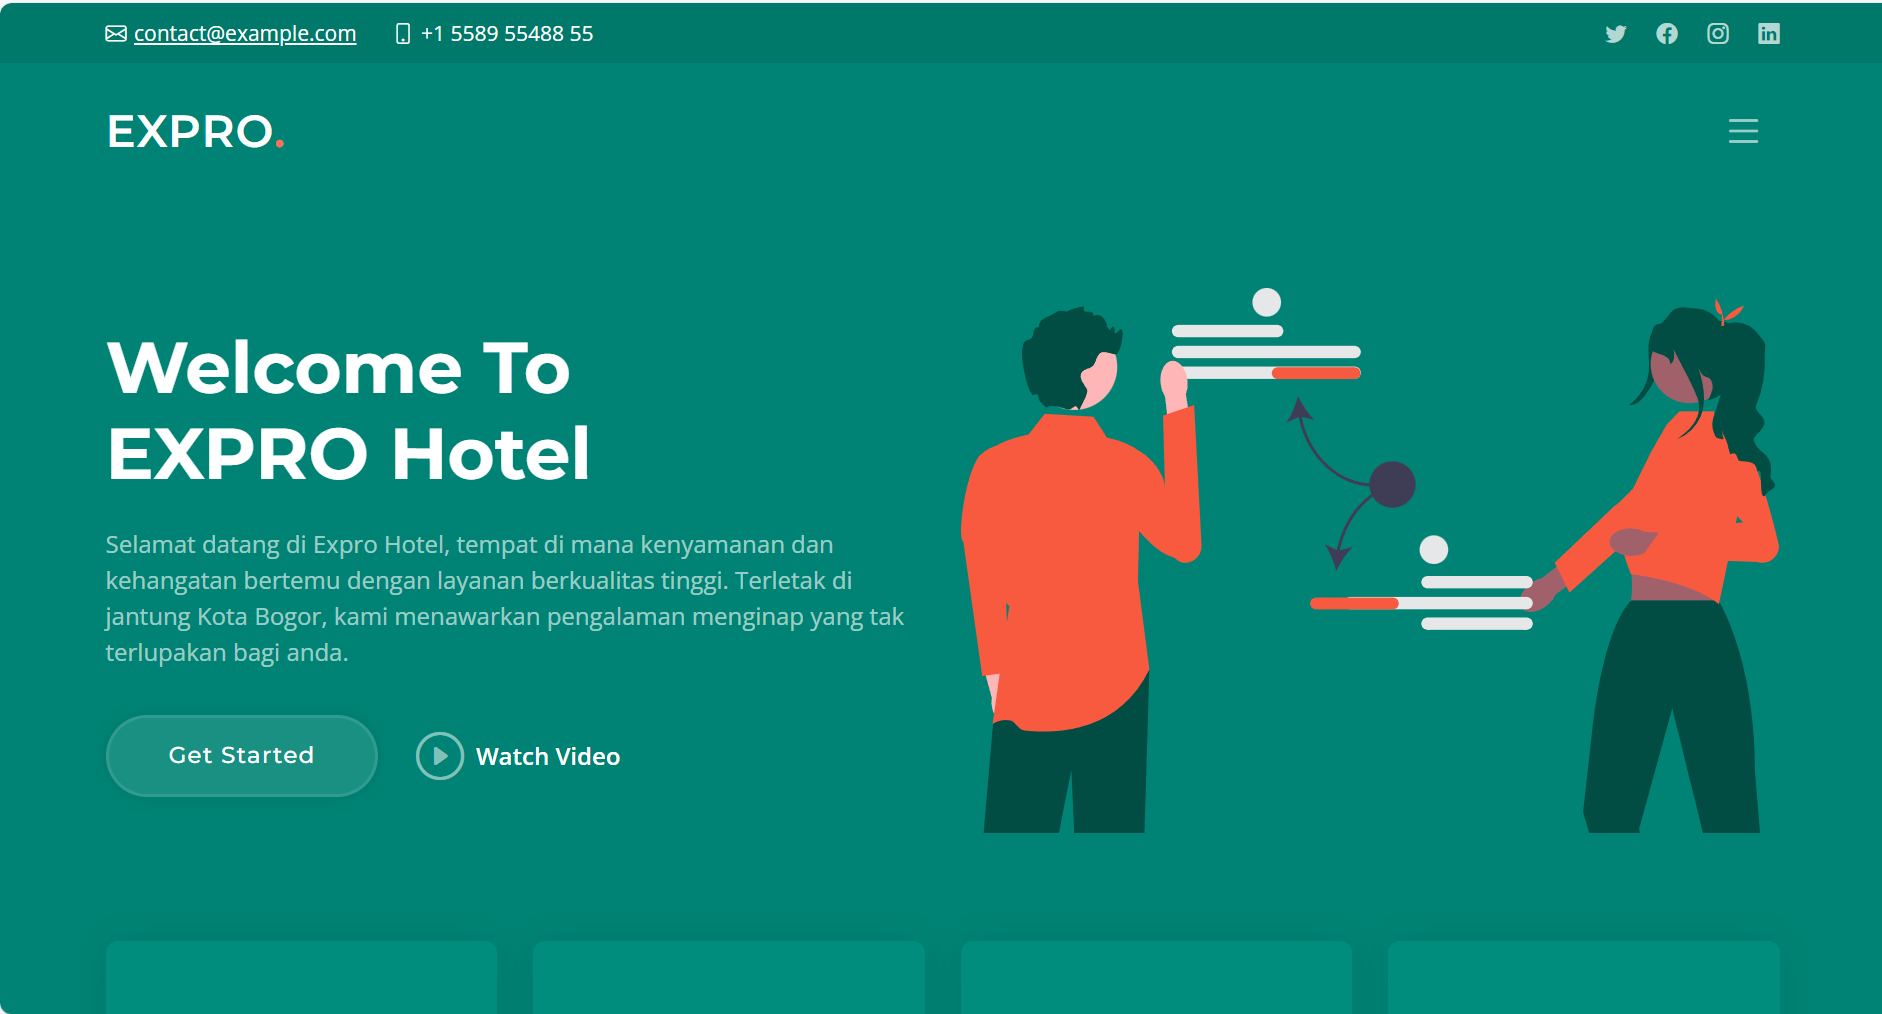 contact@example.com +1 5589 55488 55
EXPRO.
Welcome To
EXPRO Hotel
Selamat datang di Expro Hotel, tempat di mana kenyamanan dan
kehangatan bertemu dengan layanan berkualitas tinggi. Terletak di
jantung Kota Bogor, kami menawarkan pengalaman menginap yang tak
terlupakan bagi anda.
Get Started Watch Video